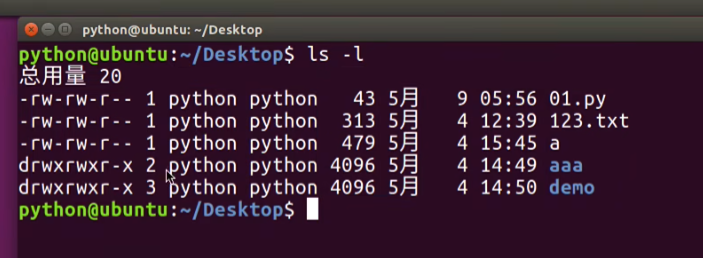 python@ubuntu: ~/Desktop
python@ubuntu:~/Desktop$ ls -l
总用量 20
-rw-rw-r-- 1 python python   43 5月   9 05:56 01.py
-rw-rw-r-- 1 python python  313 5月   4 12:39 123.txt
-rw-rw-r-- 1 python python  479 5月   4 15:45 a
drwxrwxr-x 2 python python 4096 5月   4 14:49 aaa
drwxrwxr-x 3 python python 4096 5月   4 14:50 demo
python@ubuntu:~/Desktop$